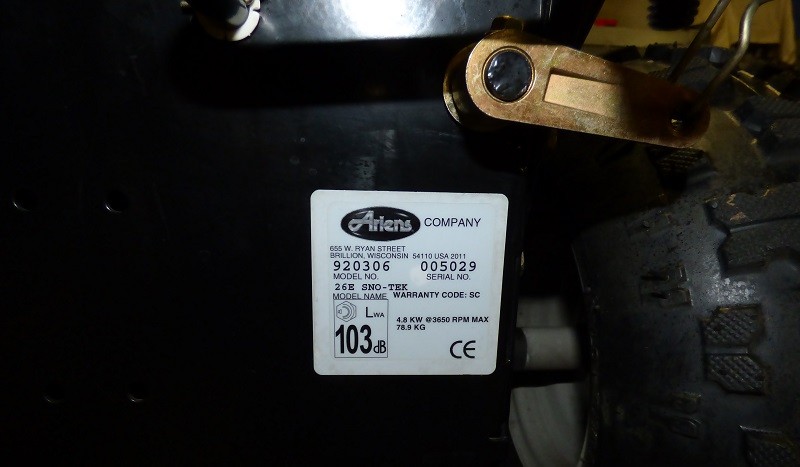 Ariens COMPANY
655 W. RYAN STREET
BRILLION, WISCONSIN 54110 USA 2011
920306 005029
MODEL NO. SERIAL NO.
26E SNO-TEK
MODEL NAME WARRANTY CODE: SC
LWA
103dB
4.8 KW @3650 RPM MAX
78.9 KG
CE